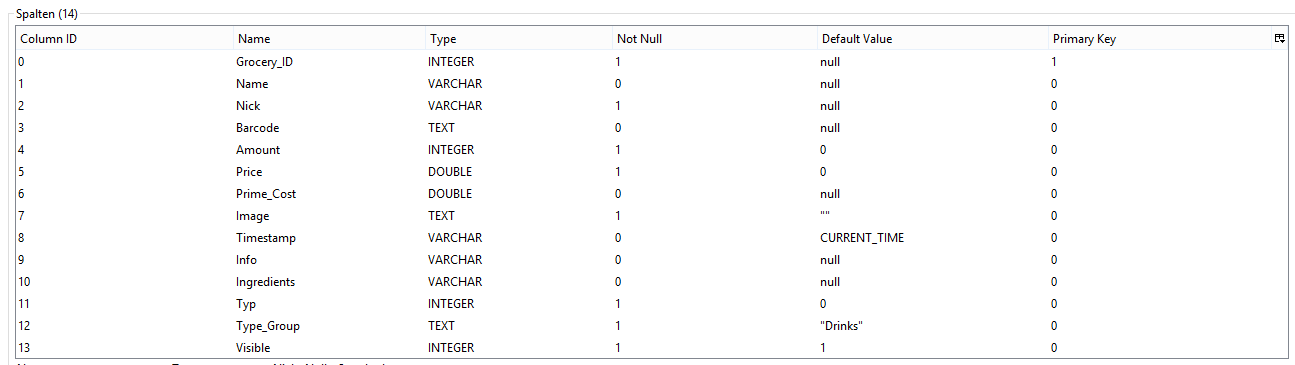 Spalten (14)
Column ID Name Type Not Null Default Value Primary Key
0 Grocery_ID INTEGER 1 null 1
1 Name VARCHAR 0 null 0
2 Nick VARCHAR 1 null 0
3 Barcode TEXT 0 null 0
4 Amount INTEGER 1 0 0
5 Price DOUBLE 1 0 0
6 Prime_Cost DOUBLE 0 null 0
7 Image TEXT 1 "" 0
8 Timestamp VARCHAR 0 CURRENT_TIME 0
9 Info VARCHAR 0 null 0
10 Ingredients VARCHAR 0 null 0
11 Typ INTEGER 1 0 0
12 Type_Group TEXT 1 "Drinks" 0
13 Visible INTEGER 1 1 0